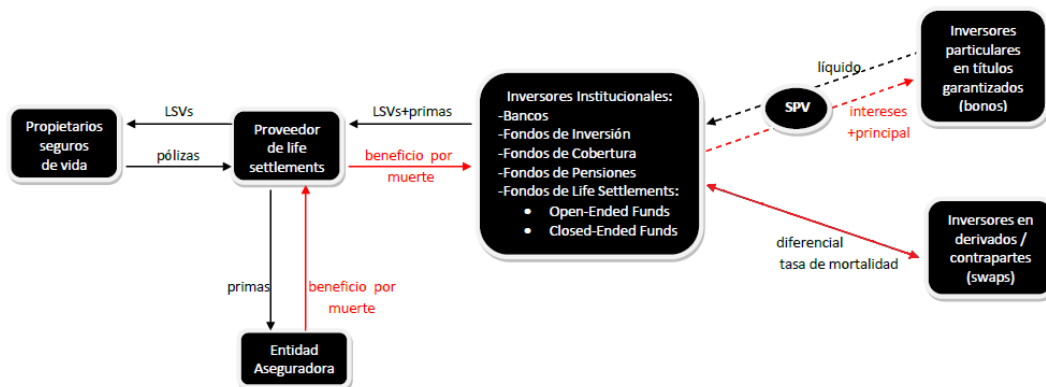 Propietarios
seguros
de vida
LSVs
pólizas
Proveedor
de life
settlements
LSVs+primas
beneficio por
muerte
primas
beneficio por
muerte
Entidad
Aseguradora
Inversores Institucionales:
-Bancos
-Fondos de Inversión
-Fondos de Cobertura
-Fondos de Pensiones
-Fondos de Life Settlements:
• Open-Ended Funds
• Closed-Ended Funds
líquido
SPV
intereses
+principal
Inversores
particulares
en títulos
garantizados
(bonos)
diferencial
tasa de mortalidad
Inversores en
derivados /
contrapartes
(swaps)